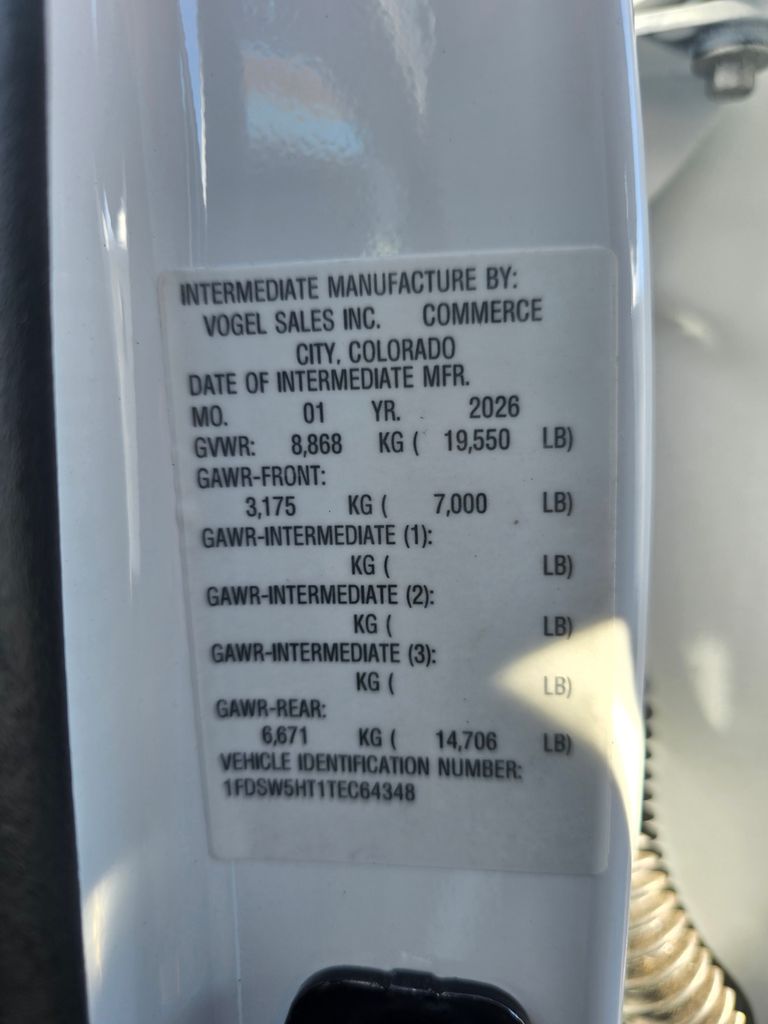 INTERMEDIATE MANUFACTURE BY:
VOGEL SALES INC. COMMERCE
CITY, COLORADO
DATE OF INTERMEDIATE MFR.
MO. 01 YR. 2026
GVWR: 8,868 KG ( 19,550 LB)
GAWR-FRONT:
3,175 KG ( 7,000 LB)
GAWR-INTERMEDIATE (1):
KG ( LB)
GAWR-INTERMEDIATE (2):
KG ( LB)
GAWR-INTERMEDIATE (3):
KG ( LB)
GAWR-REAR:
6,671 KG ( 14,706 LB)
VEHICLE IDENTIFICATION NUMBER:
1FDSW5HT1TEC64348